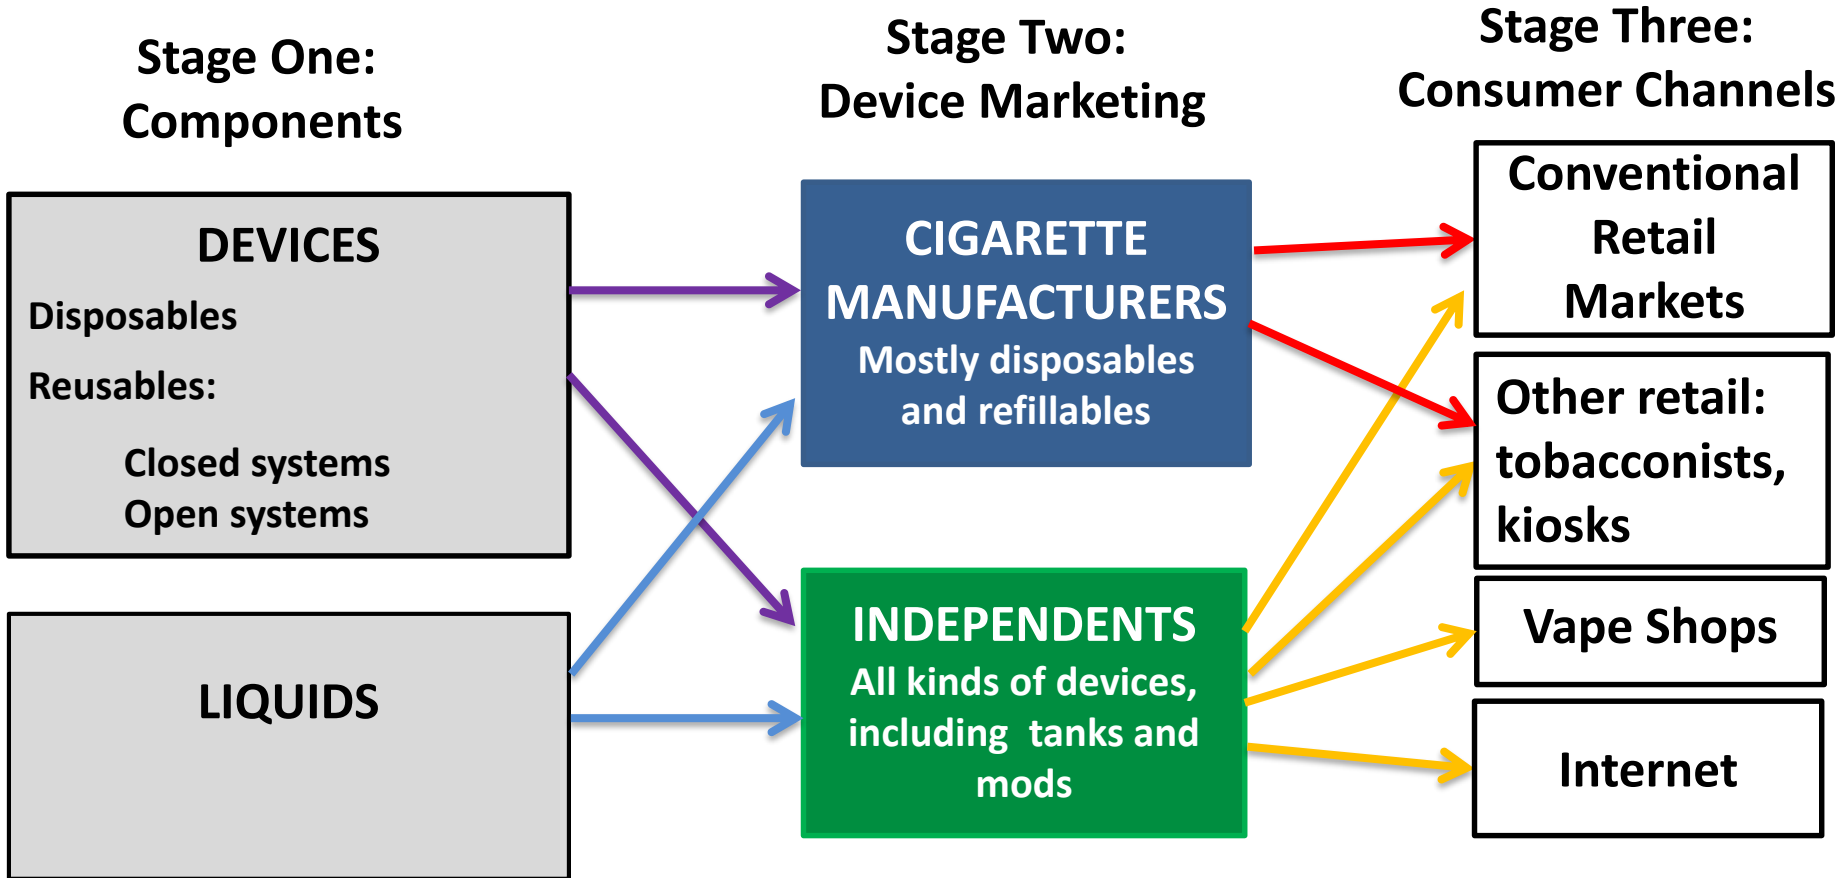 Stage One:
Components
DEVICES
Disposables
Reusables:
Closed systems
Open systems
LIQUIDS
Stage Two:
Device Marketing
CIGARETTE
MANUFACTURERS
Mostly disposables
and refillables
INDEPENDENTS
All kinds of devices,
including tanks and
mods
Stage Three:
Consumer Channels
Conventional
Retail
Markets
Other retail:
tobacconists,
kiosks
Vape Shops
Internet